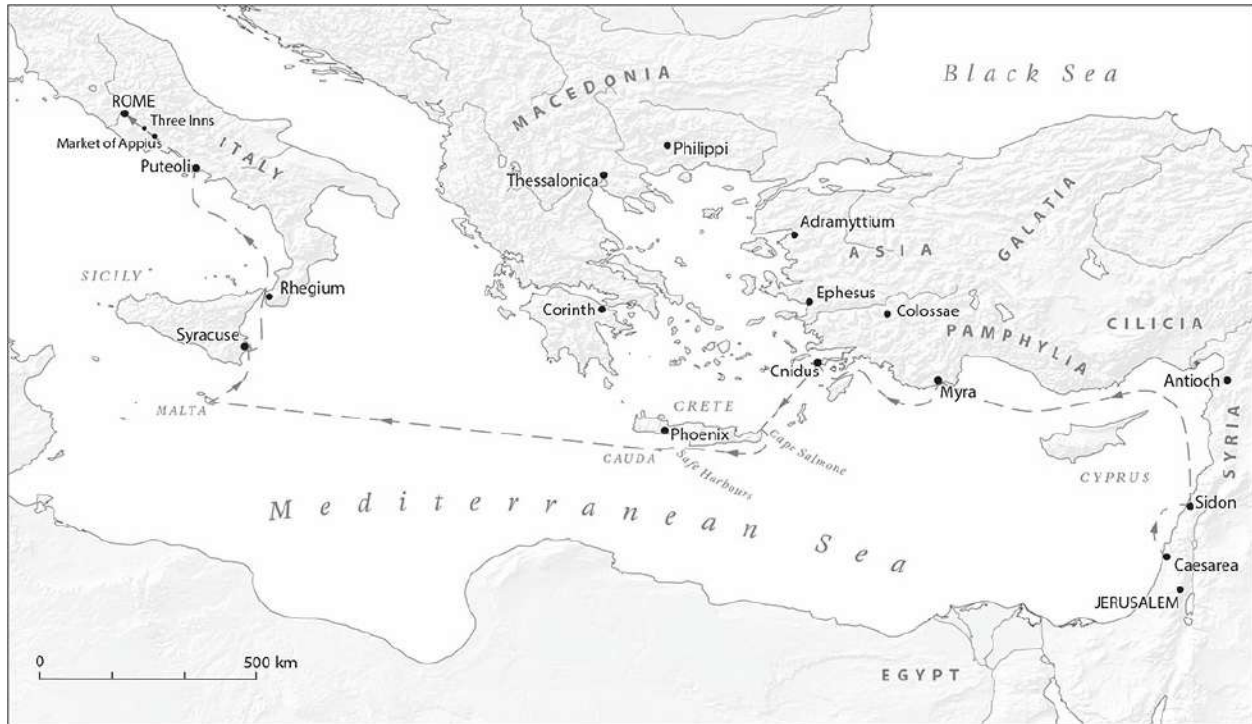 Black Sea
MACEDONIA
ROME
Three Inns
Market of Appius
ITALY
Puteoli
Philippi
Thessalonica
GALATIA
Adramyttium
ASIA
SICILY
Rhegium
Ephesus
Corinth
Colossae
CILICIA
PAMPHYLIA
Syracuse
Cnidus
Antioch
Myra
MALTA
CRETE
Phoenix
Cape Salmone
SYRIA
CAUDA
Safe Harbours
CYPRUS
Sidon
Mediterranean Sea
Caesarea
JERUSALEM
0 500 km
EGYPT